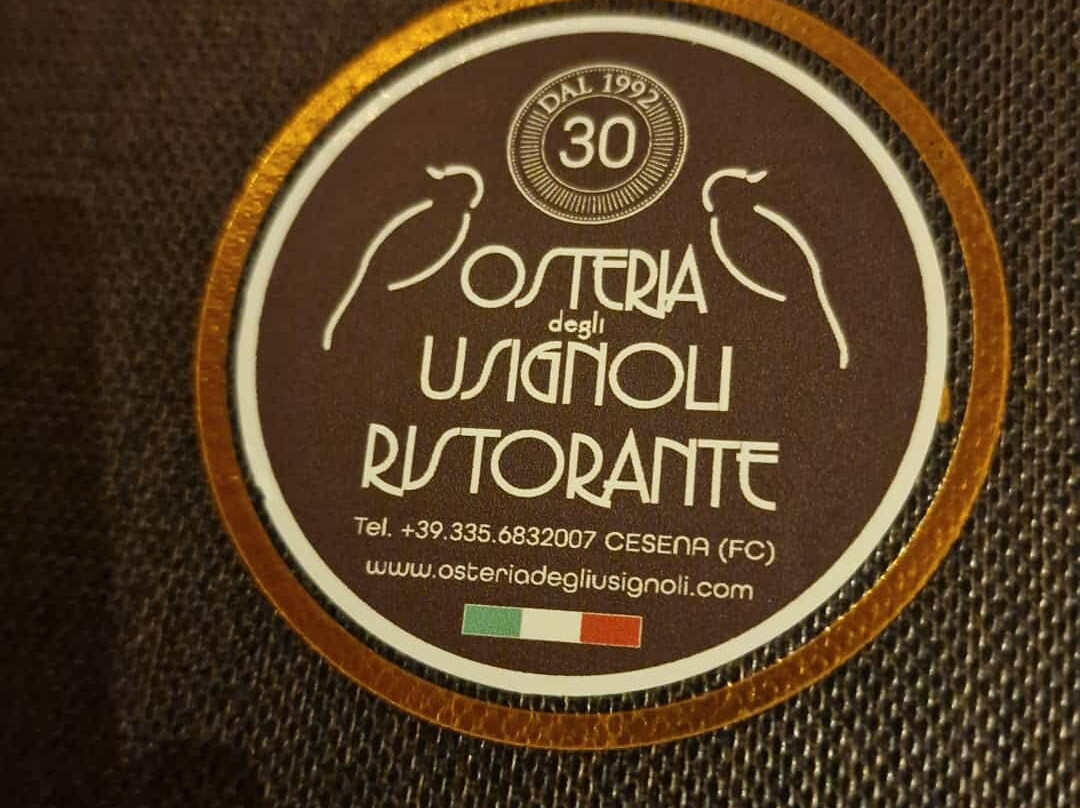 DAL 1992
30
OSTERIA
degli
USIGNOLI
RISTORANTE
Tel. +39.335.6832007 CESENA (FC)
www.osteriadegliusignoli.com